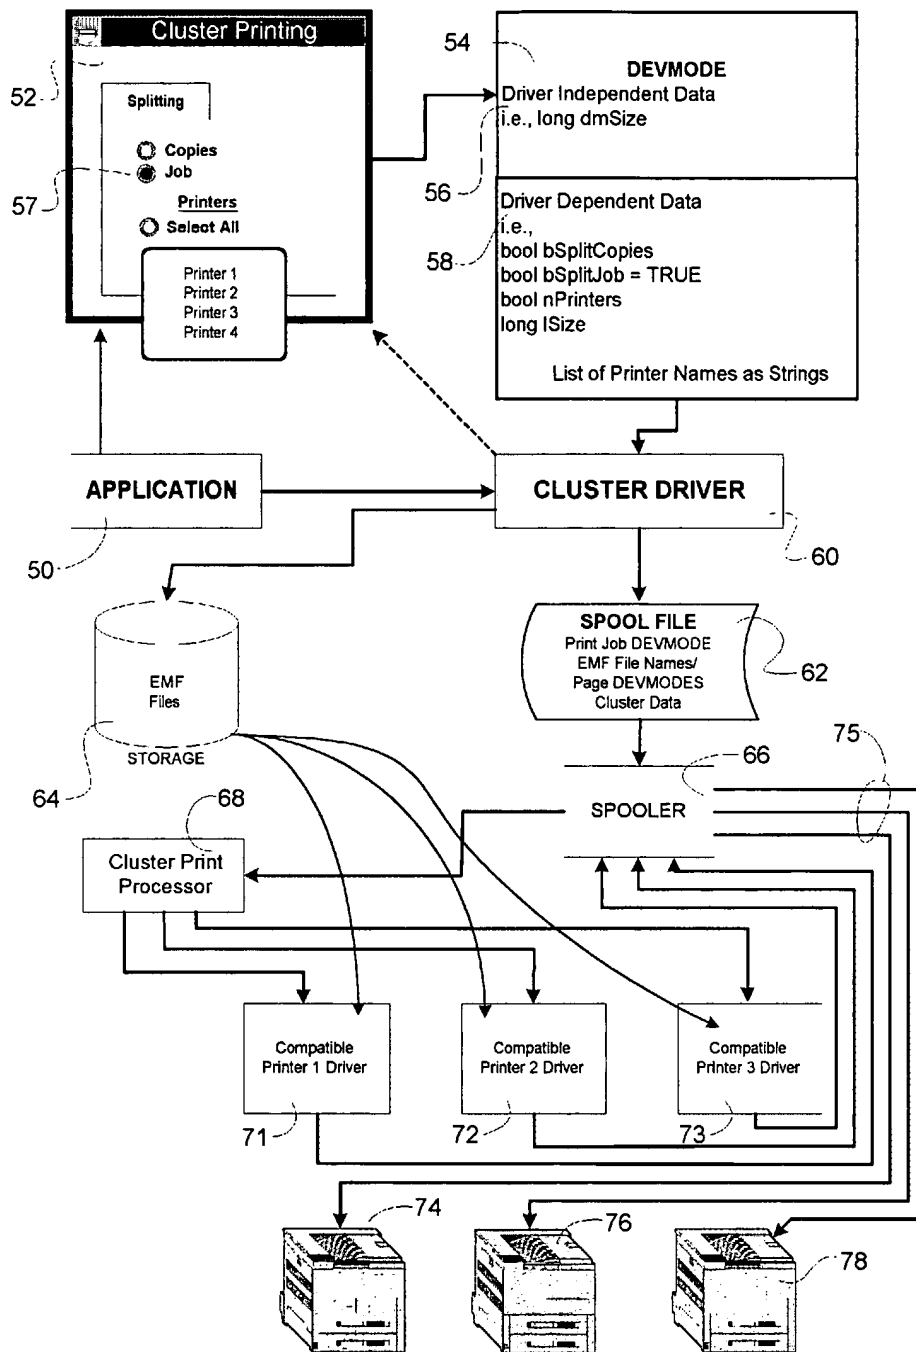 Cluster Printing
52
Splitting
Copies
Job
57
Printers
Select All
Printer 1
Printer 2
Printer 3
Printer 4
54
DEVMODE
Driver Independent Data
i.e., long dmSize
56
Driver Dependent Data
i.e.,
58
bool bSplitCopies
bool bSplitJob = TRUE
bool nPrinters
long lSize
List of Printer Names as Strings
APPLICATION
50
CLUSTER DRIVER
60
EMF
Files
STORAGE
64
SPOOL FILE
Print Job DEVMODE
EMF File Names/
Page DEVMODES
Cluster Data
62
75
66
SPOOLER
68
Cluster Print
Processor
Compatible
Printer 1 Driver
71
Compatible
Printer 2 Driver
72
Compatible
Printer 3 Driver
73
74
76
78